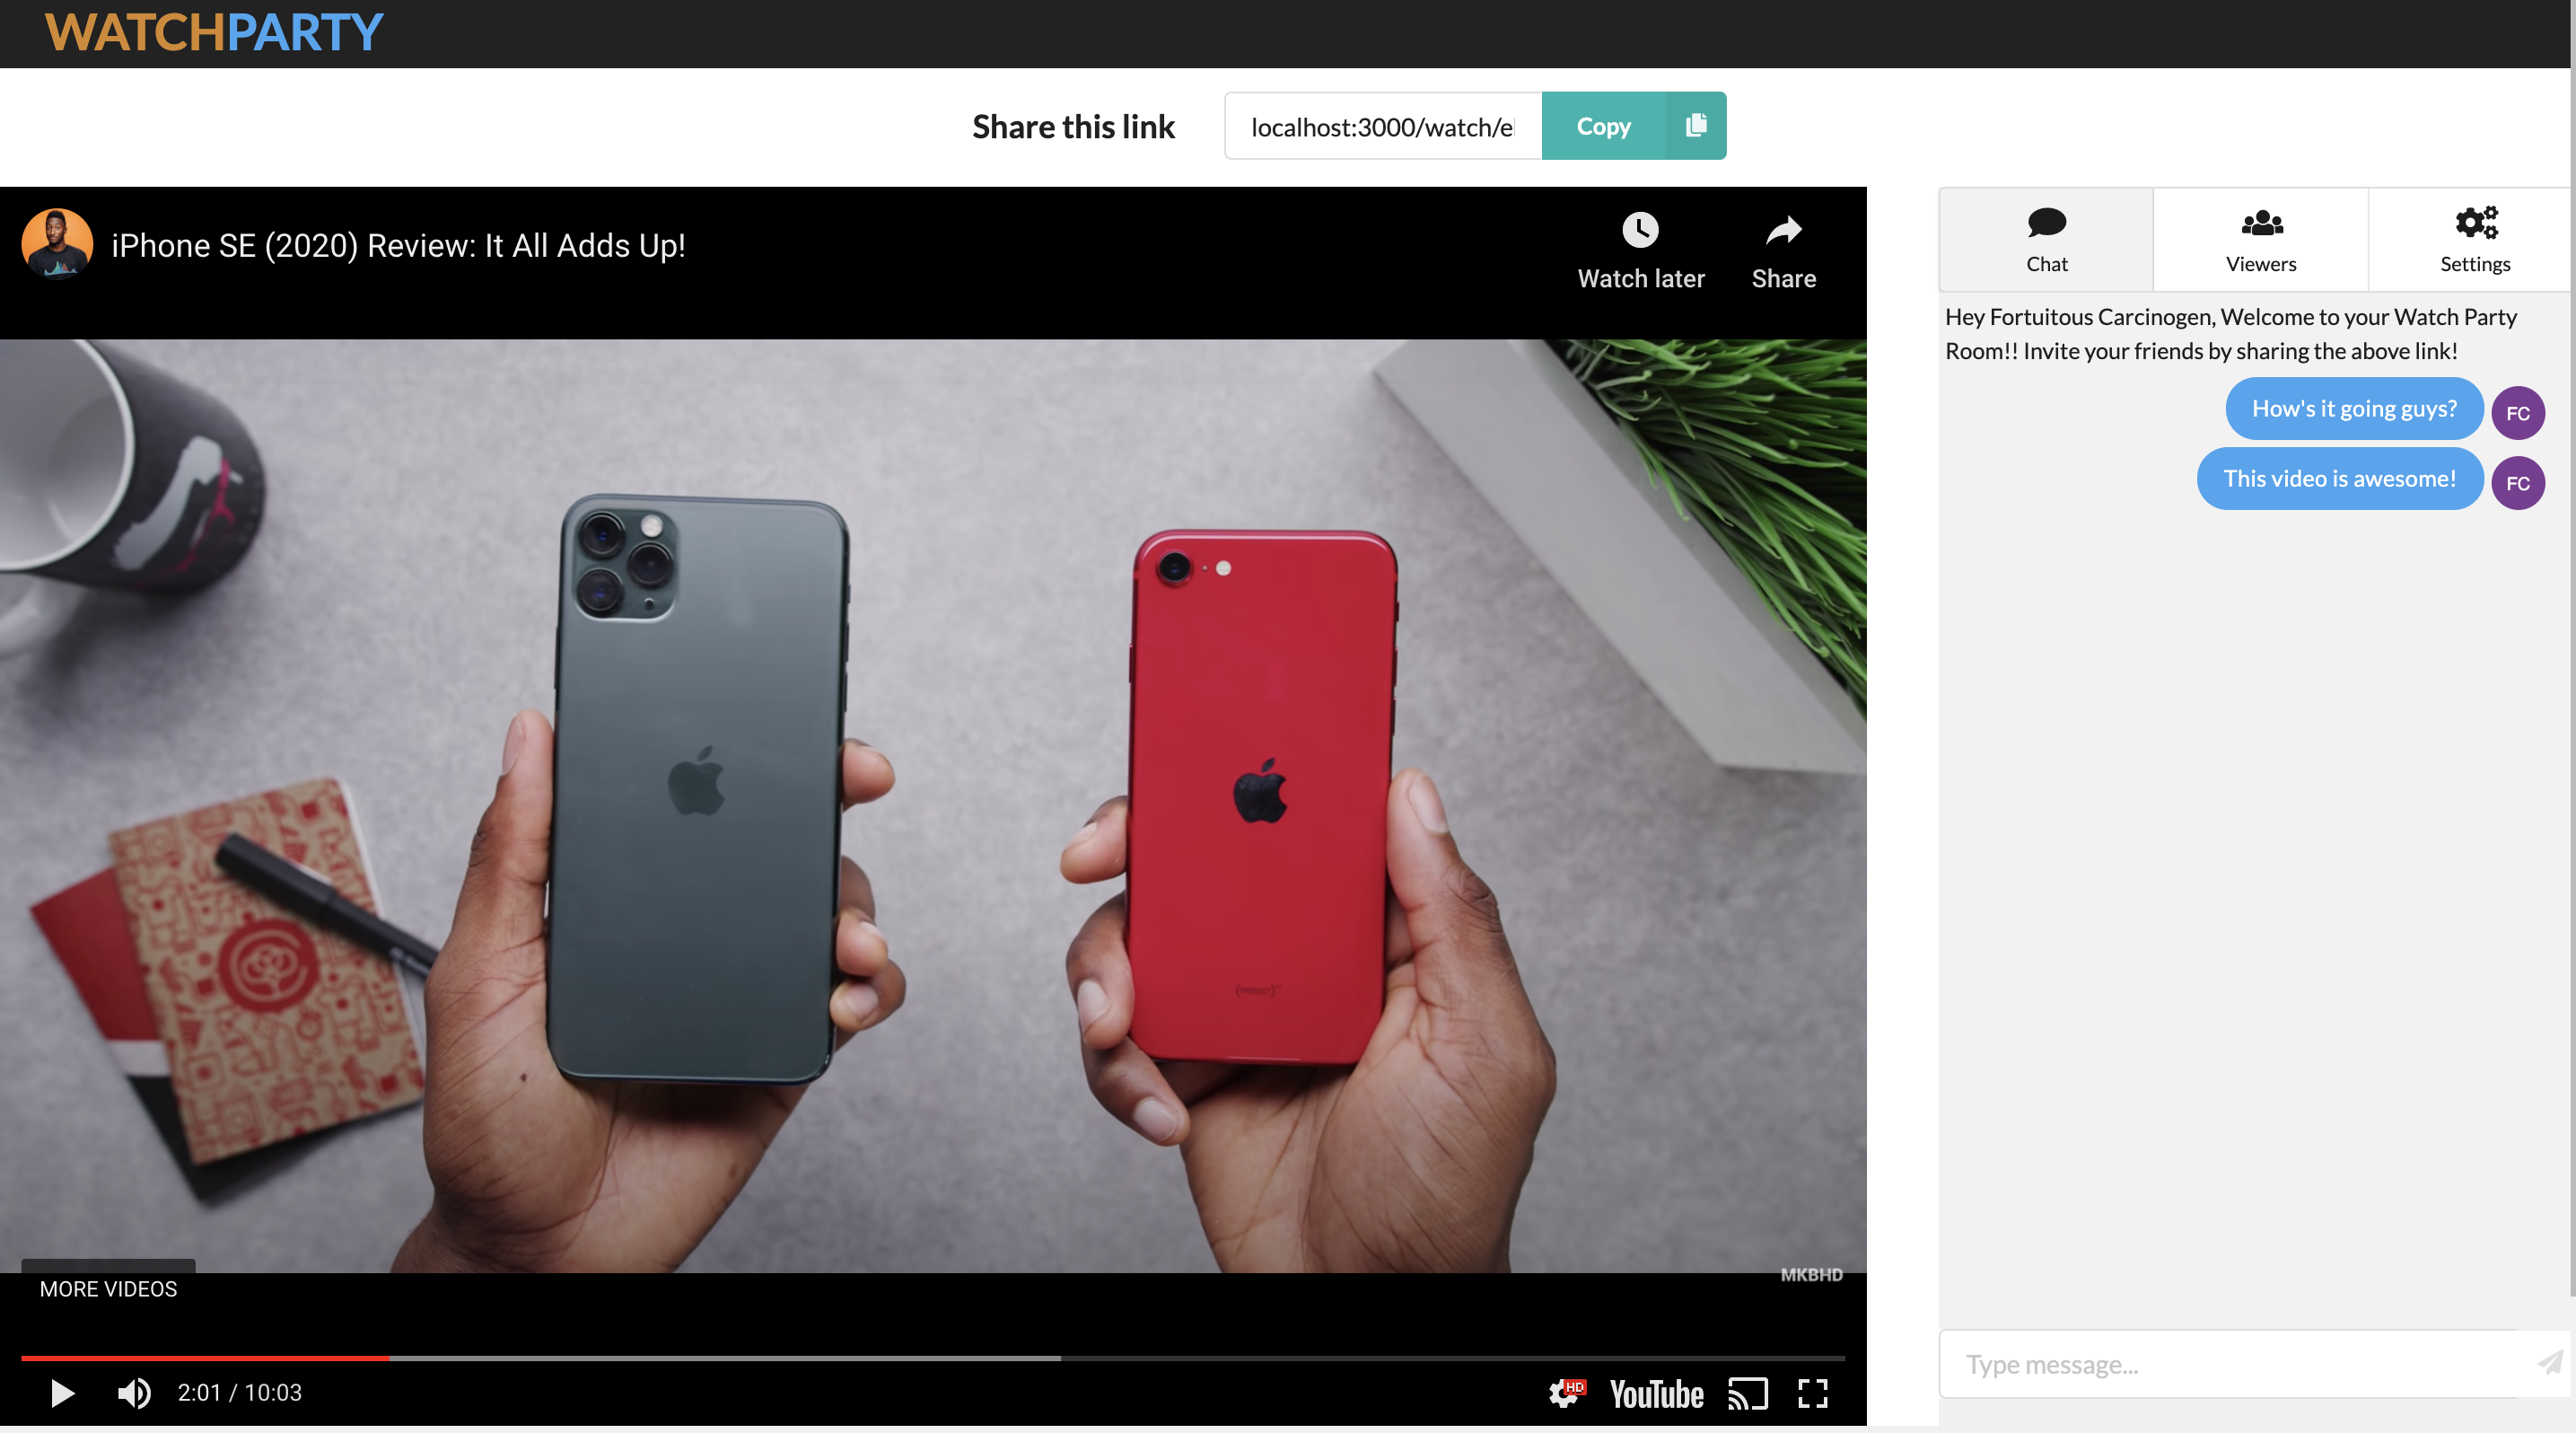 WATCHPARTY
Share this link
localhost:3000/watch/e
Copy
iPhone SE (2020) Review: It All Adds Up!
Watch later
Share
Chat
Viewers
Settings
Hey Fortuitous Carcinogen, Welcome to your Watch Party
Room!! Invite your friends by sharing the above link!
How's it going guys?
FC
This video is awesome!
FC
(PRODUCT)
MORE VIDEOS
MKBHD
2:01 / 10:03
HD
YouTube
Type message...